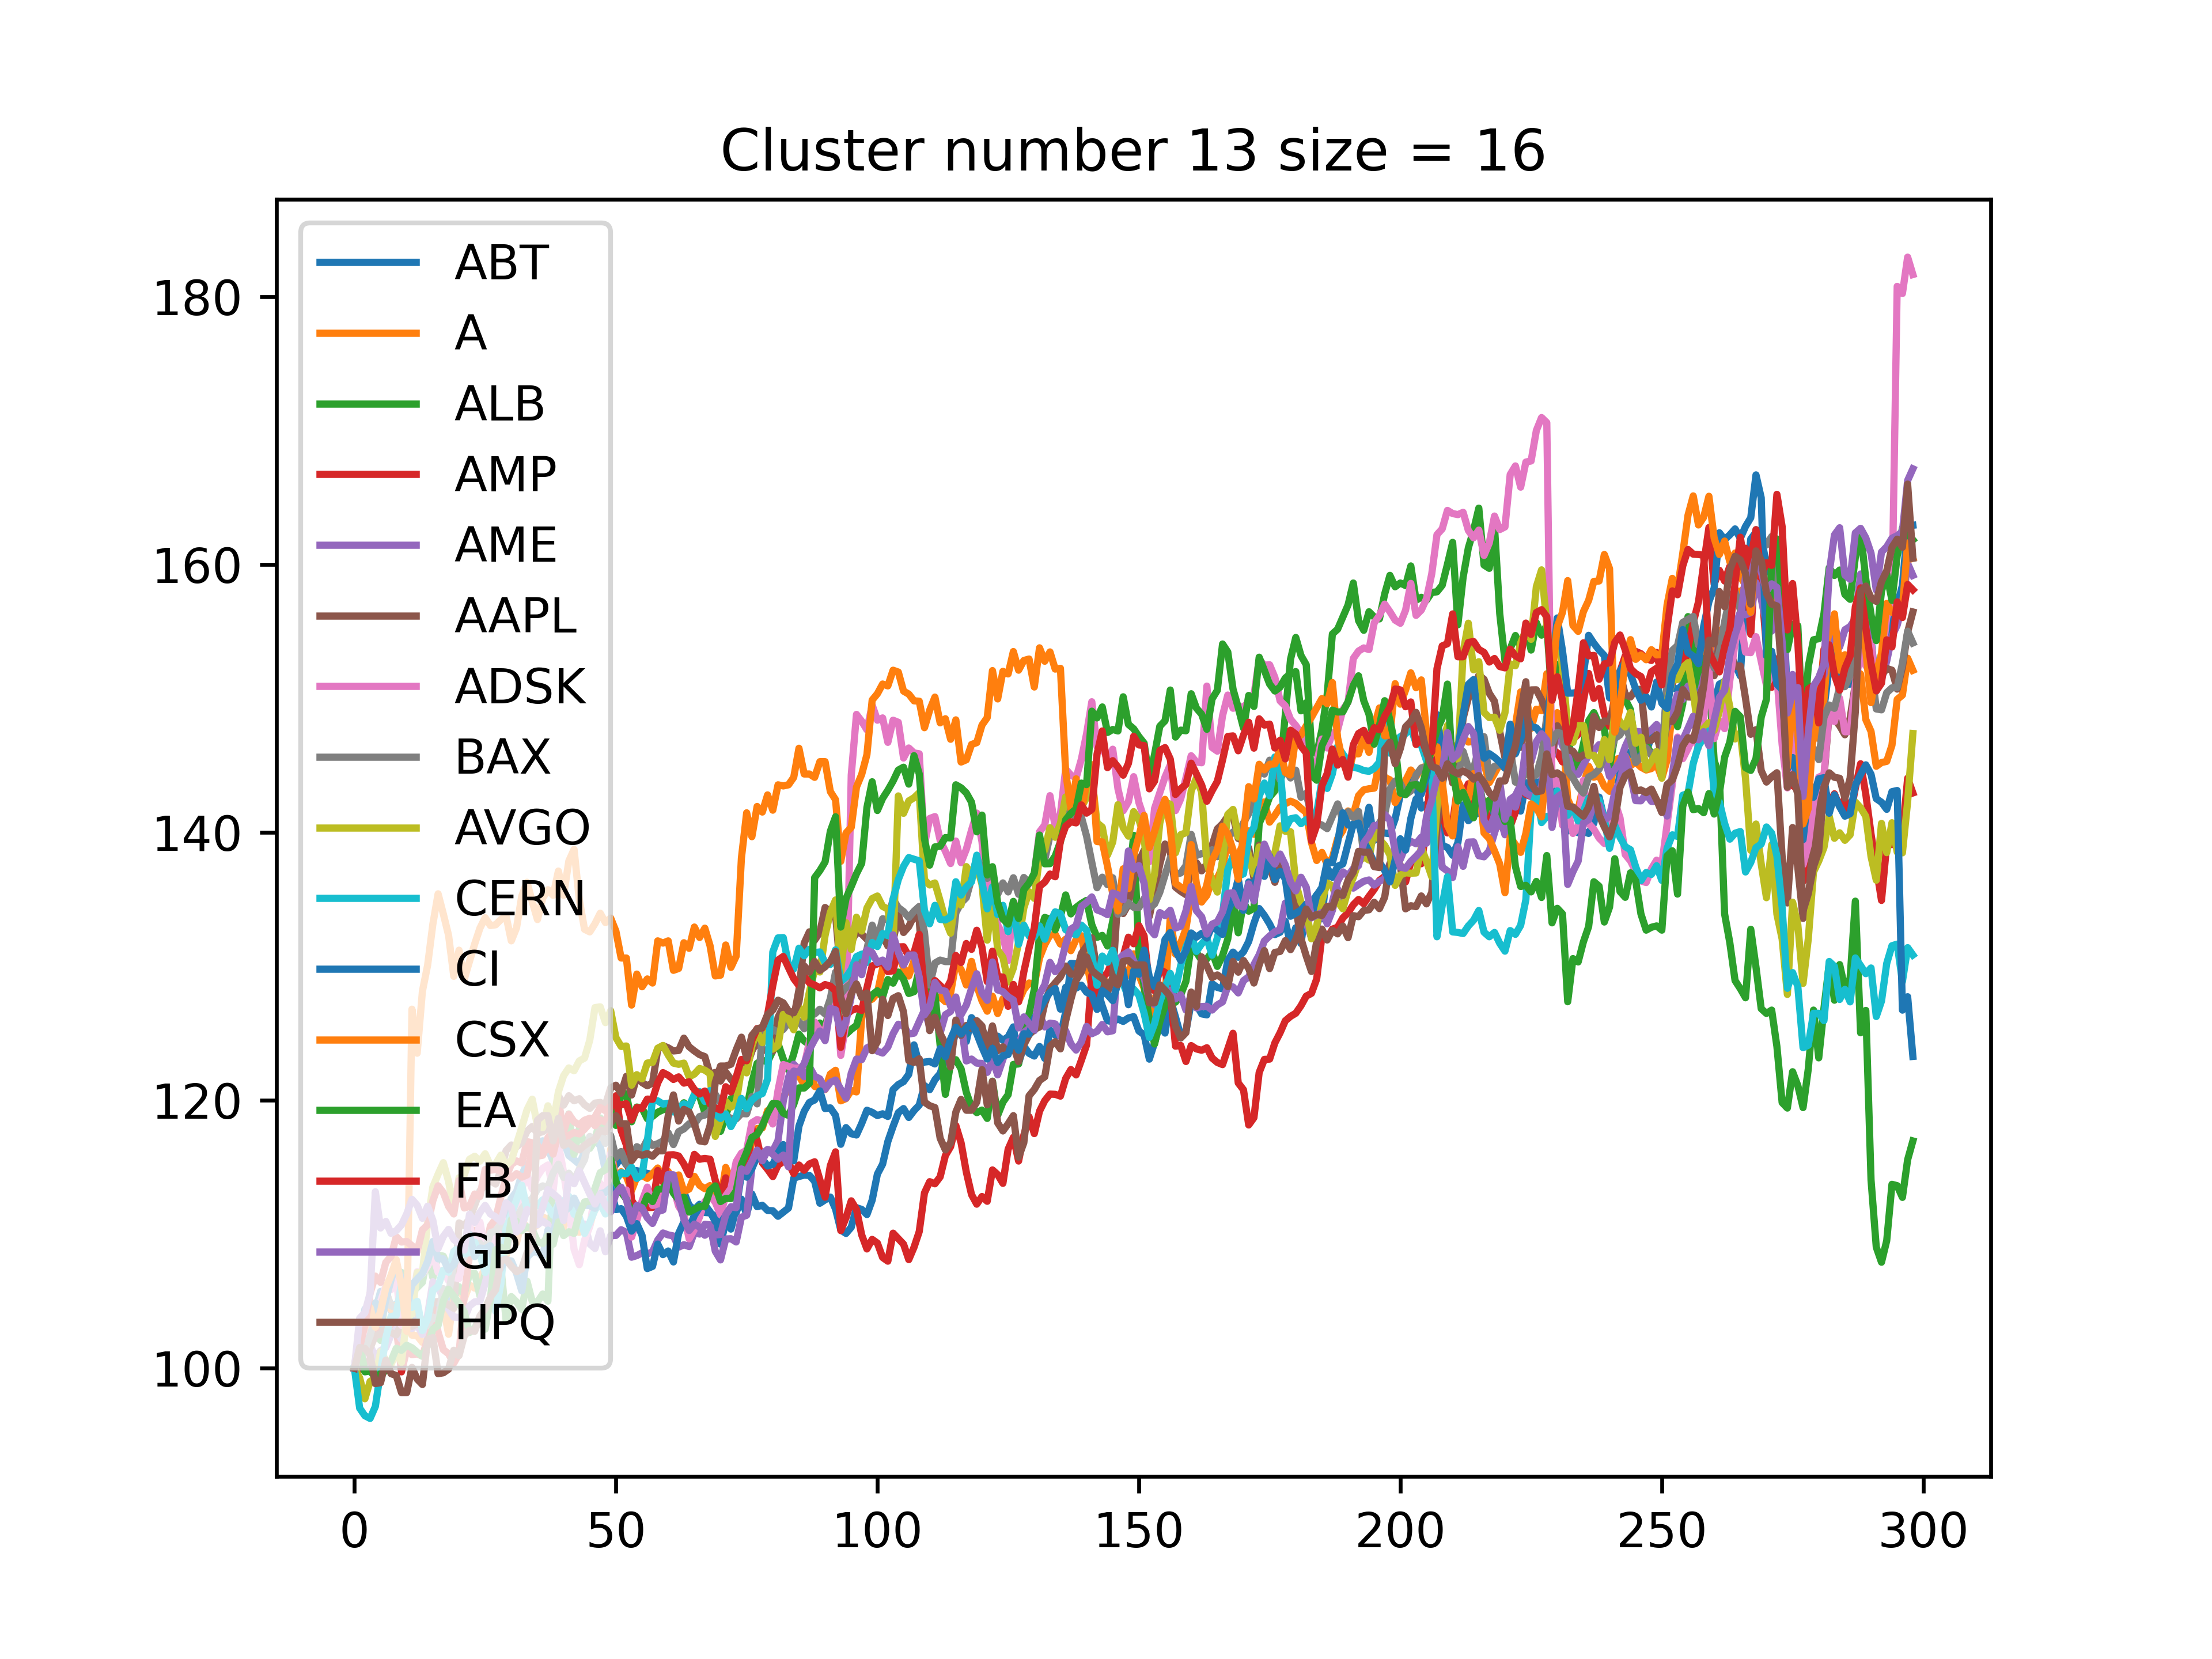 Cluster number 13 size = 16
180
160
140
120
100
ABT
A
ALB
AMP
AME
AAPL
ADSK
BAX
AVGO
CERN
CI
CSX
EA
FB
GPN
HPQ
0 50 100 150 200 250 300